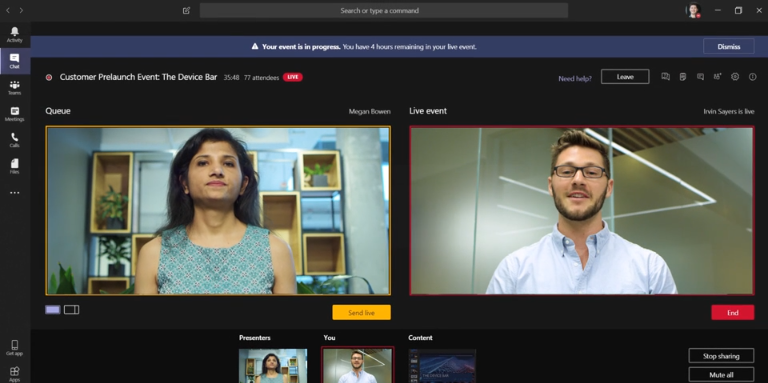 Search or type a command
Activity
Chat
Teams
Meetings
Calls
Files
Get app
Apps
Your event is in progress. You have 4 hours remaining in your live event.
Dismiss
Customer Prelaunch Event: The Device Bar 35:48 77 attendees LIVE
Need help?
Leave
Queue
Megan Bowen
Live event
Irvin Sayers is live
Send live
End
Presenters
You
Content
Stop sharing
Mute all